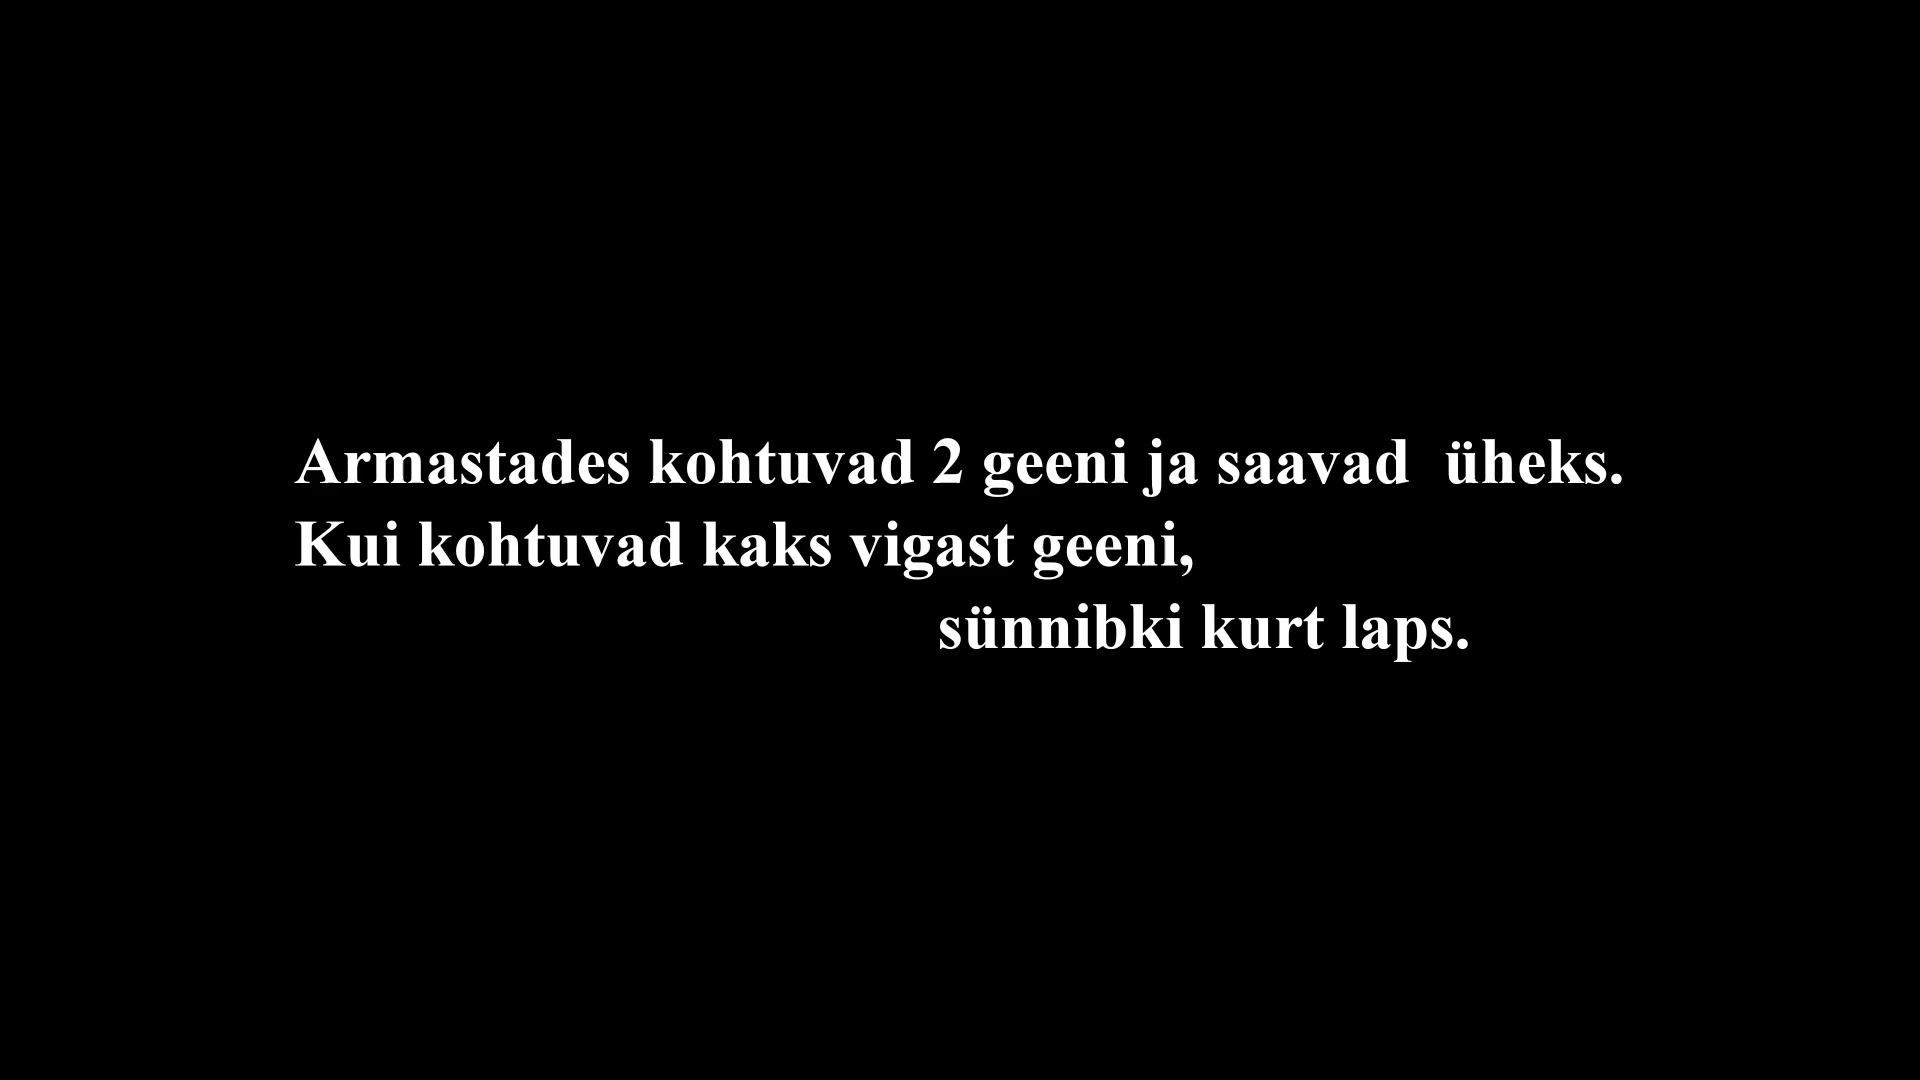 Armastades kohtuvad 2 geeni ja saavad  üheks.
Kui kohtuvad kaks vigast geeni,
sünnibki kurt laps.